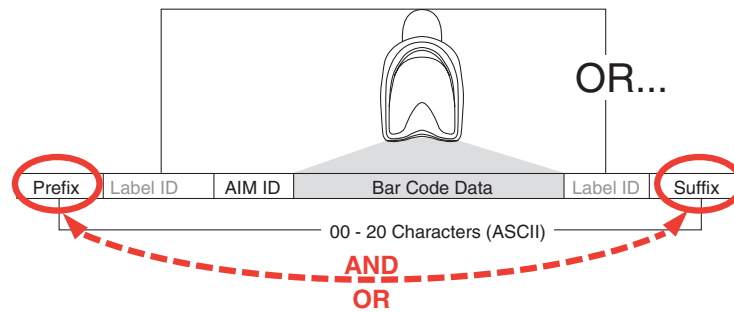 OR...
Prefix Label ID AIM ID Bar Code Data Label ID Suffix
00 - 20 Characters (ASCII)
AND
OR